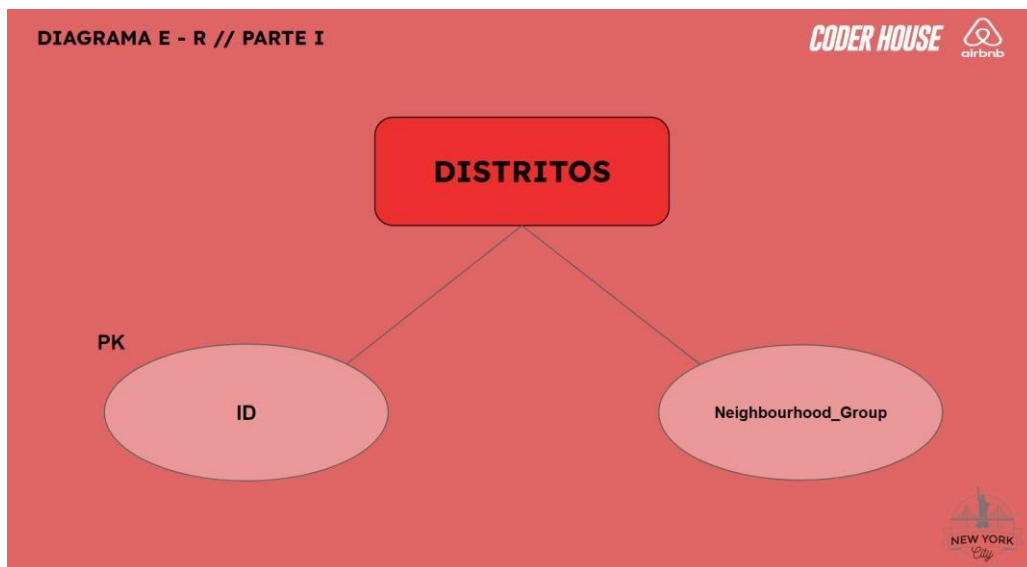 DIAGRAMA E - R // PARTE I
CODER HOUSE
airbnb
DISTRITOS
PK
ID
Neighbourhood_Group
NEW YORK
City